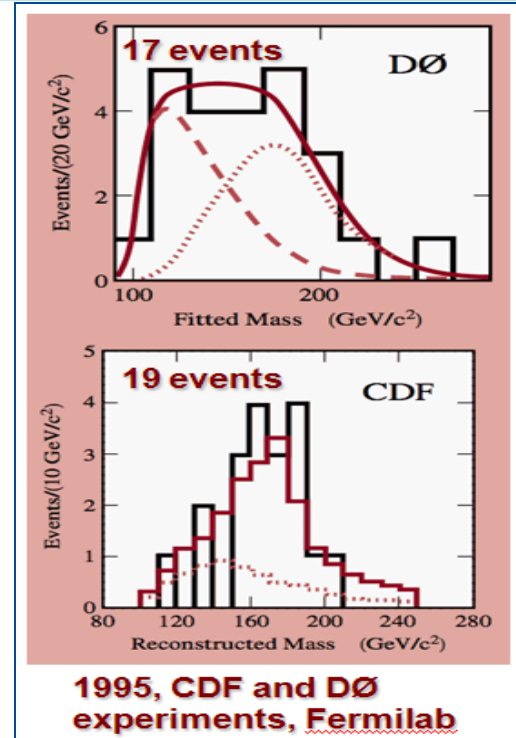 17 events
DØ
Events/(20 GeV/c²)
6
4
2
0
100
200
Fitted Mass (GeV/c²)
19 events
CDF
Events/(10 GeV/c²)
5
4
3
2
1
0
80
120
160
200
240
280
Reconstructed Mass (GeV/c²)
1995, CDF and DØ
experiments, Fermilab